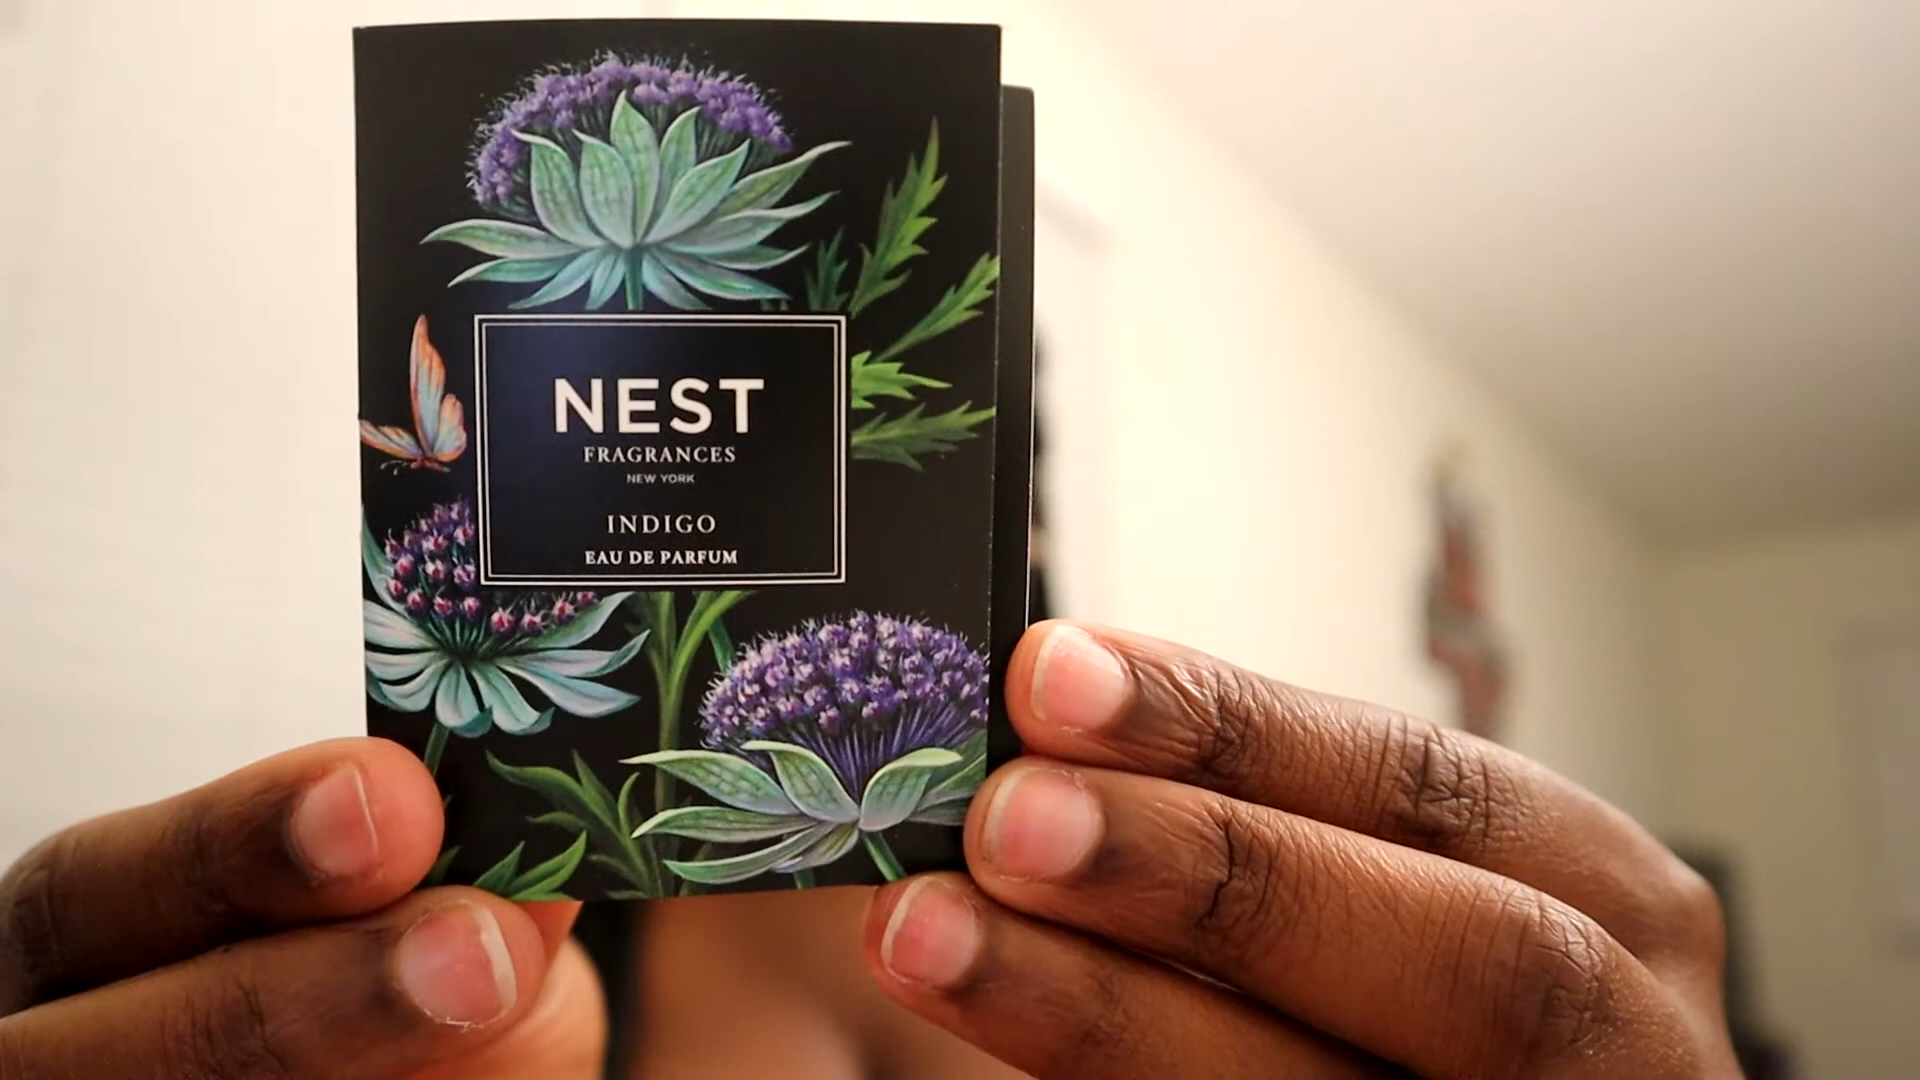 NEST
FRAGRANCES
NEW YORK
INDIGO
EAU DE PARFUM